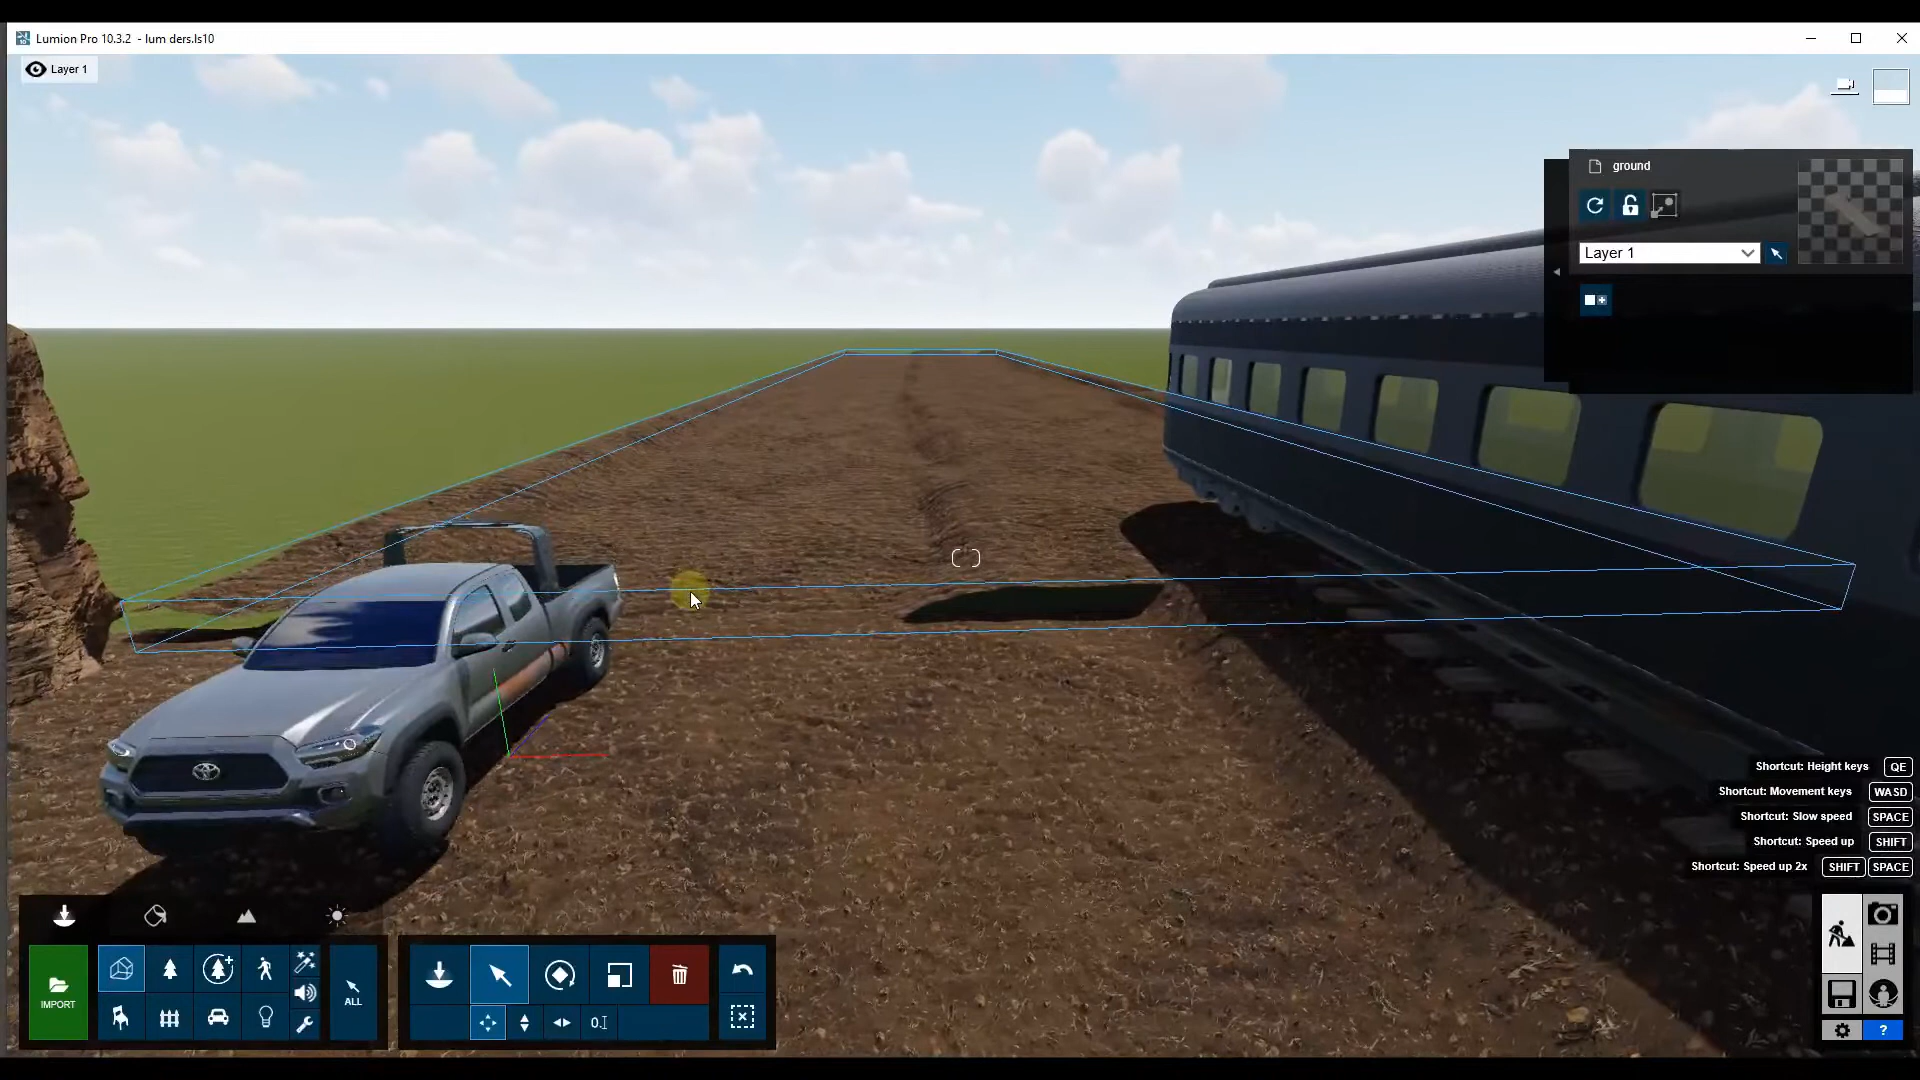 Lumion Pro 10.3.2 - lum ders.ls10
Layer 1
ground
Layer 1
Shortcut: Height keys QE
Shortcut: Movement keys WASD
Shortcut: Slow speed SPACE
Shortcut: Speed up SHIFT
Shortcut: Speed up 2x SHIFT SPACE
IMPORT
ALL
0.
?